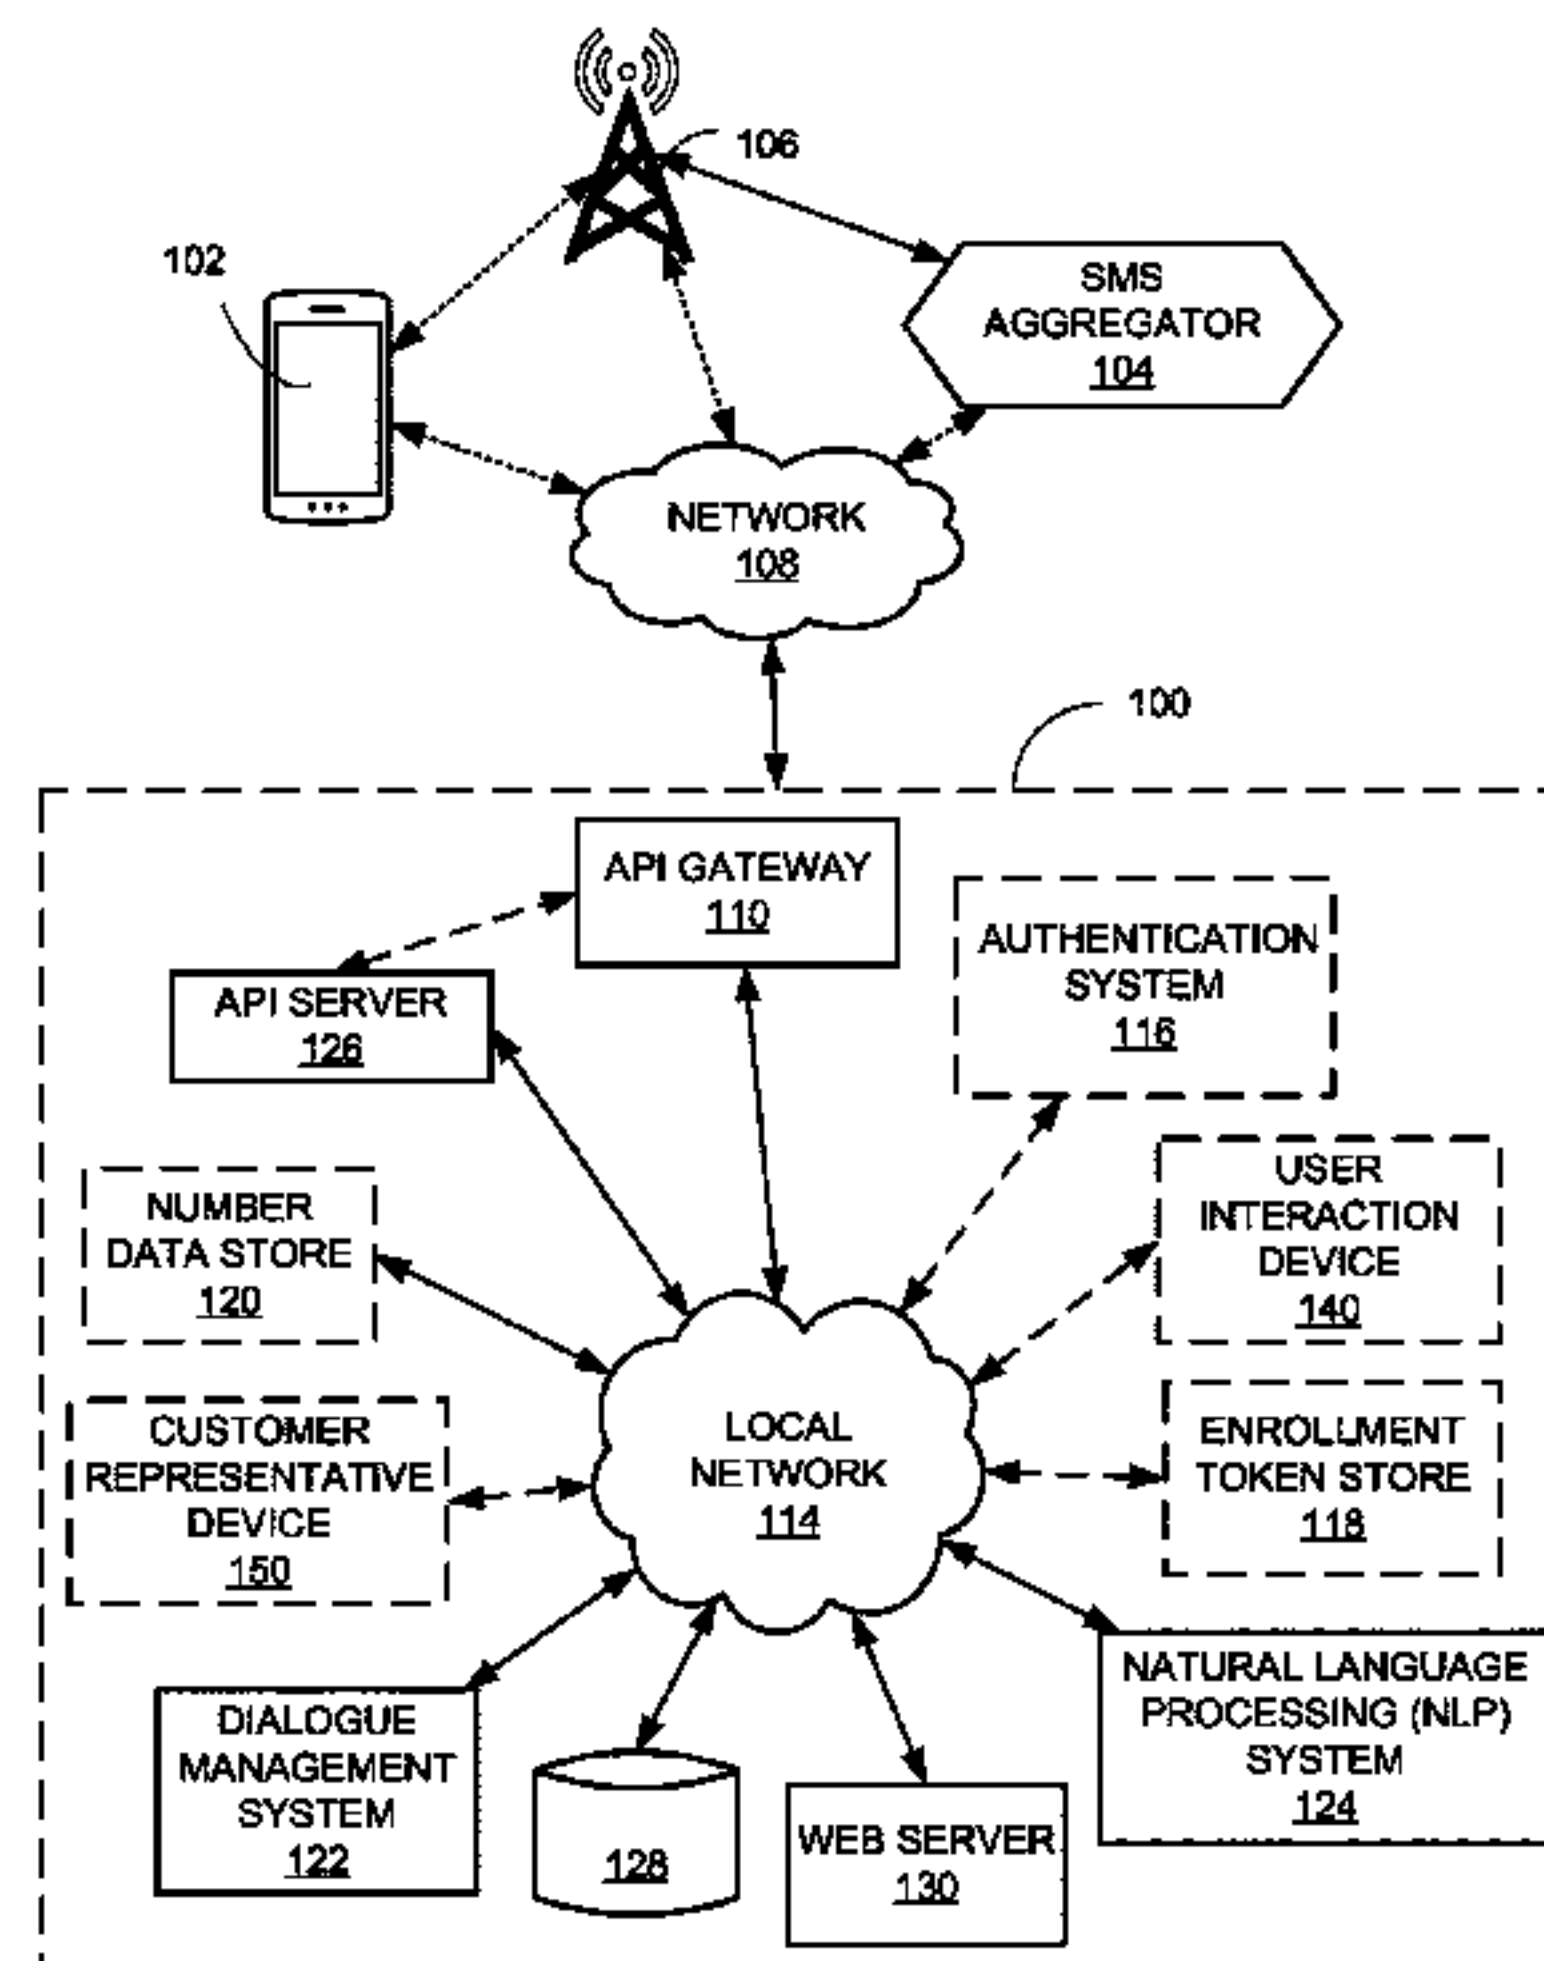 106
102
SMS
AGGREGATOR
104
NETWORK
108
100
API GATEWAY
110
AUTHENTICATION
SYSTEM
116
API SERVER
126
USER
INTERACTION
DEVICE
140
NUMBER
DATA STORE
120
LOCAL
NETWORK
114
CUSTOMER
REPRESENTATIVE
DEVICE
150
ENROLLMENT
TOKEN STORE
118
NATURAL LANGUAGE
PROCESSING (NLP)
SYSTEM
124
DIALOGUE
MANAGEMENT
SYSTEM
122
128
WEB SERVER
130